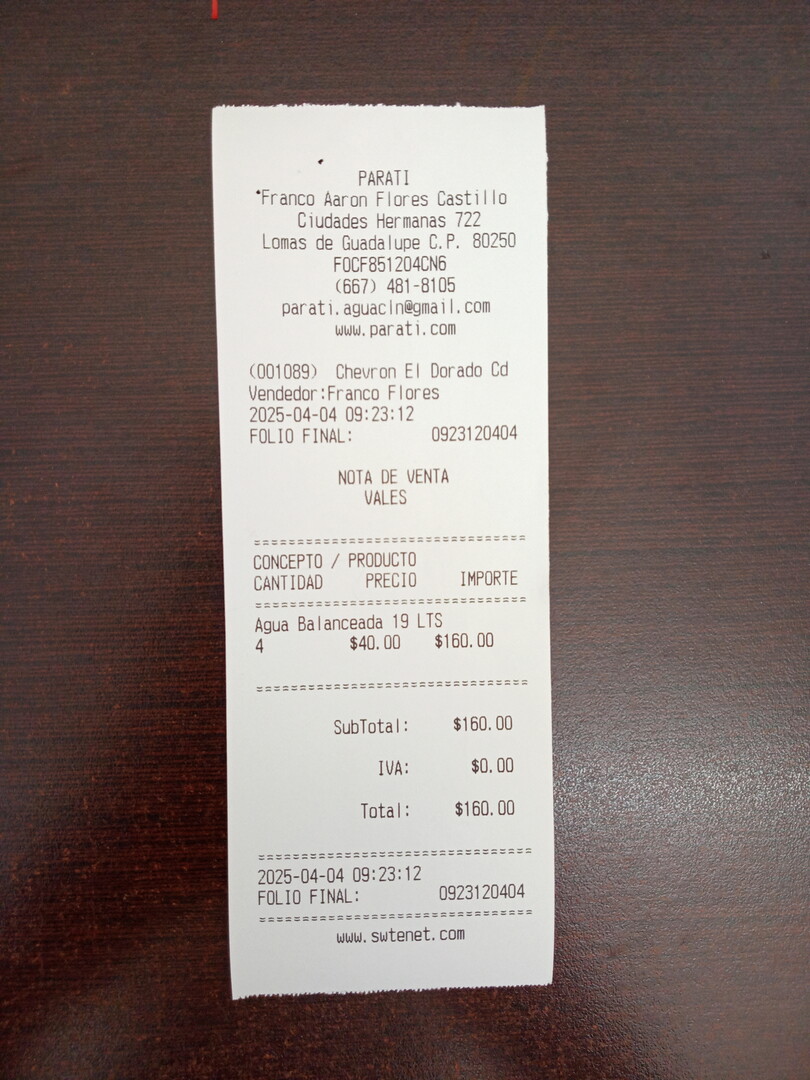 PARATI
Franco Aaron Flores Castillo
Ciudades Hermanas 722
Lomas de Guadalupe C.P. 80250
FOCF851204CN6
(667) 481-8105
parati.aguacln@gmail.com
www.parati.com
(001089) Chevron El Dorado Cd
Vendedor:Franco Flores
2025-04-04 09:23:12
FOLIO FINAL: 0923120404
NOTA DE VENTA
VALES
===============================
CONCEPTO / PRODUCTO
CANTIDAD PRECIO IMPORTE
===============================
Agua Balanceada 19 LTS
4 $40.00 $160.00
===============================
SubTotal: $160.00
IVA: $0.00
Total: $160.00
===============================
2025-04-04 09:23:12
FOLIO FINAL: 0923120404
===============================
www.swtenet.com